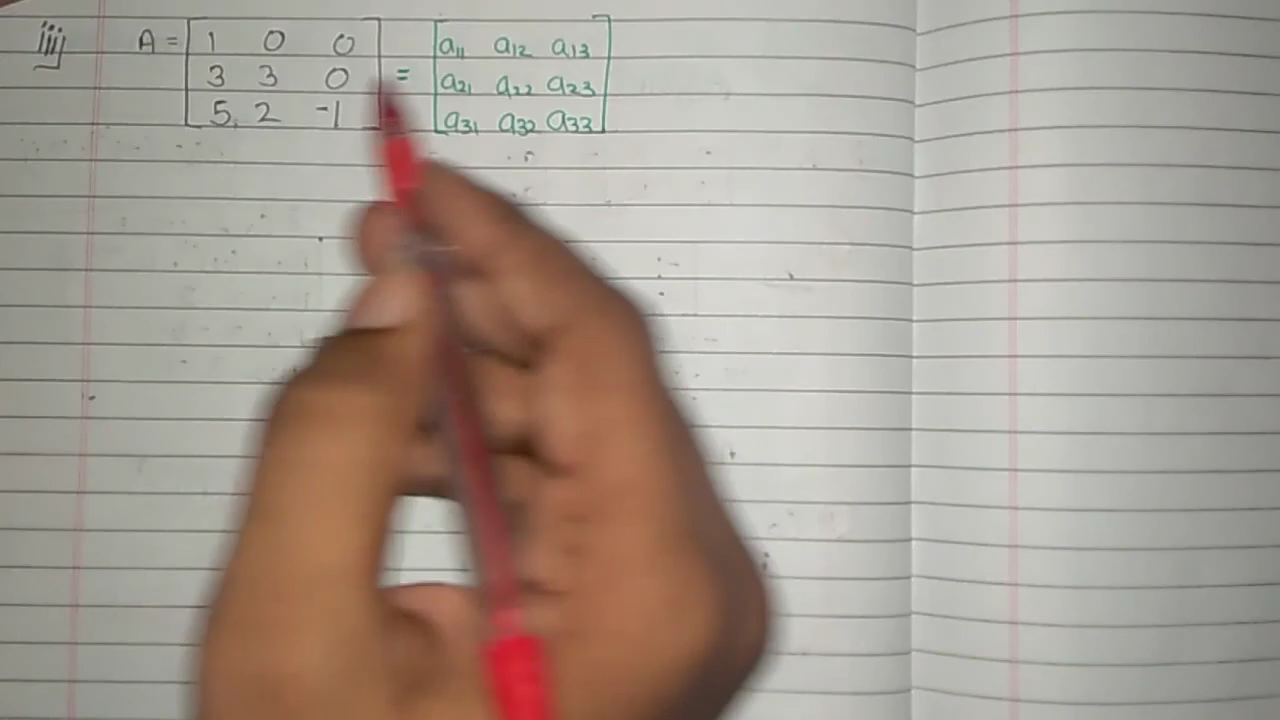 iii) A = [ 1 0 0 ] = [ a11 a12 a13 ]
[ 3 3 0 ] [ a21 a22 a23 ]
[ 5, 2 -1 ] [ a31 a32 a33 ]